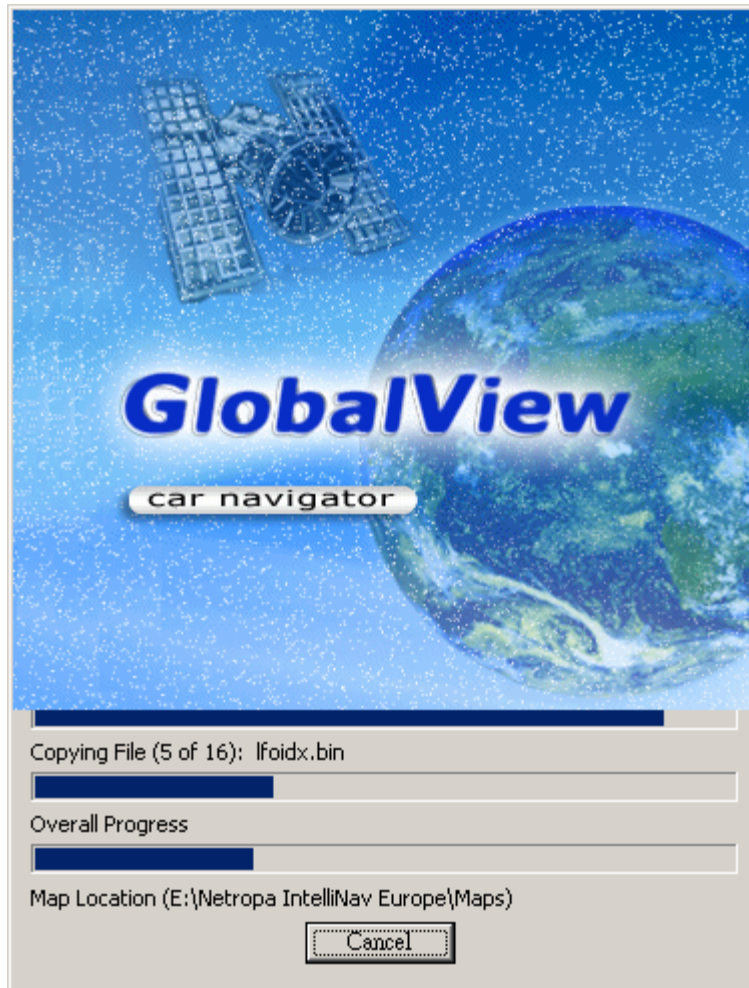 GlobalView
car navigator
Copying File (5 of 16): lfoidx.bin
Overall Progress
Map Location (E:\Netropa IntelliNav Europe\Maps)
Cancel